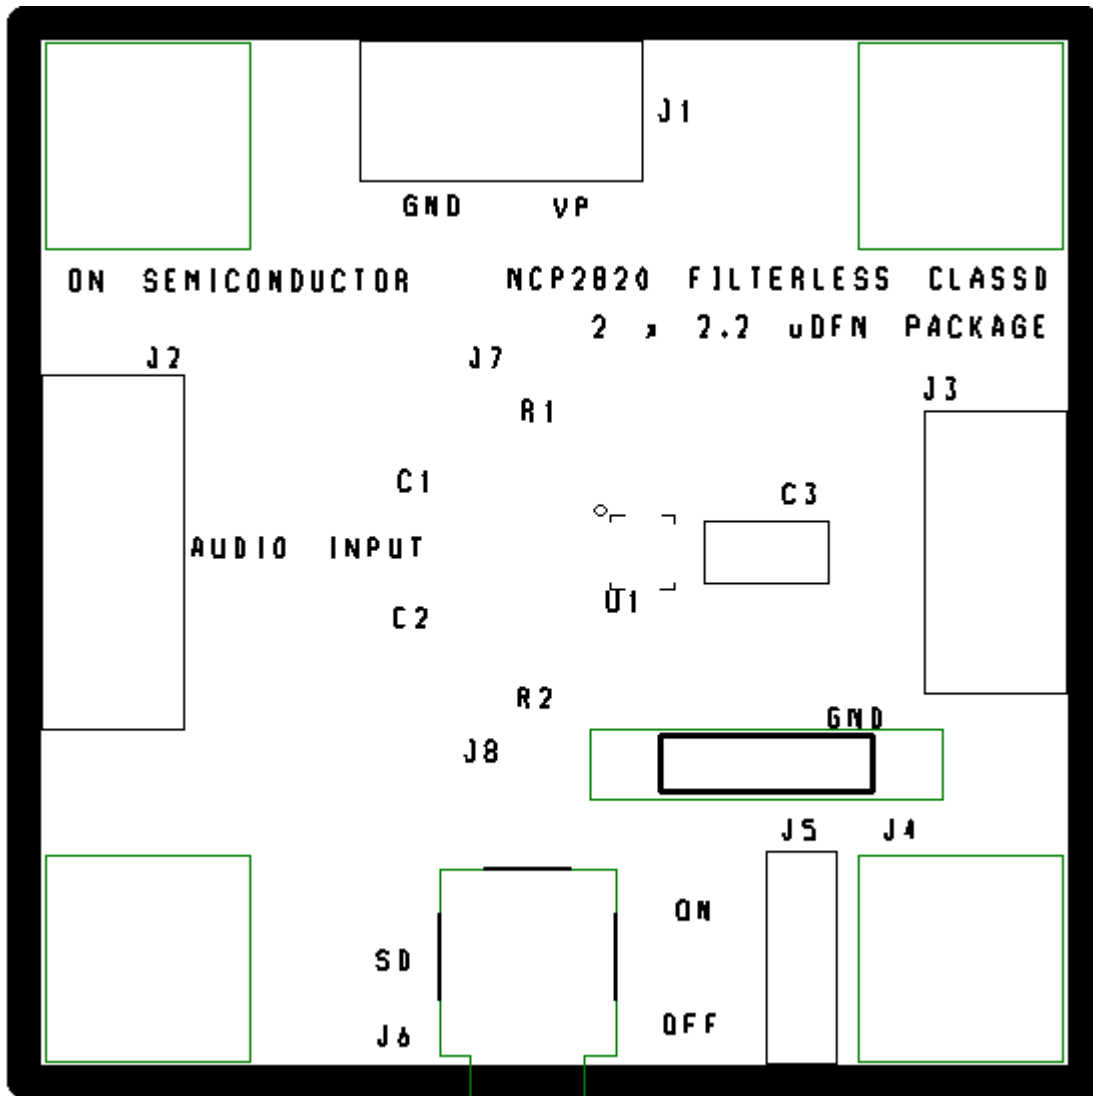 J1
GND VP
ON SEMICONDUCTOR NCP2820 FILTERLESS CLASSD
2 x 2.2 uDFN PACKAGE
J2 J7
J3
R1
C1
C3
AUDIO INPUT
U1
C2
R2
GND
J8
J5 J4
ON
SD
OFF
J6